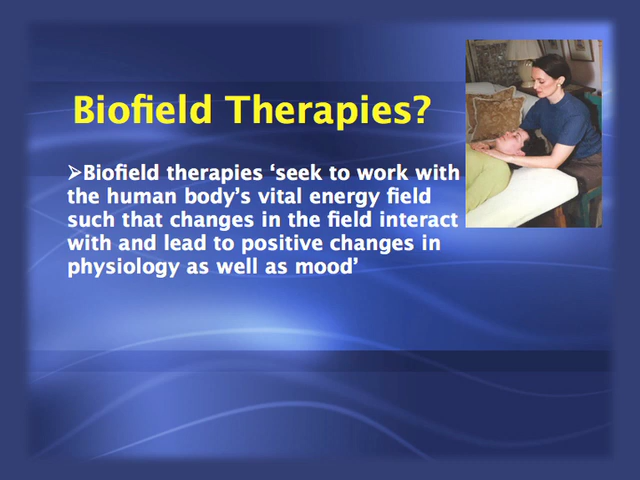 Biofield Therapies?
➢Biofield therapies ‘seek to work with
the human body’s vital energy field
such that changes in the field interact
with and lead to positive changes in
physiology as well as mood’